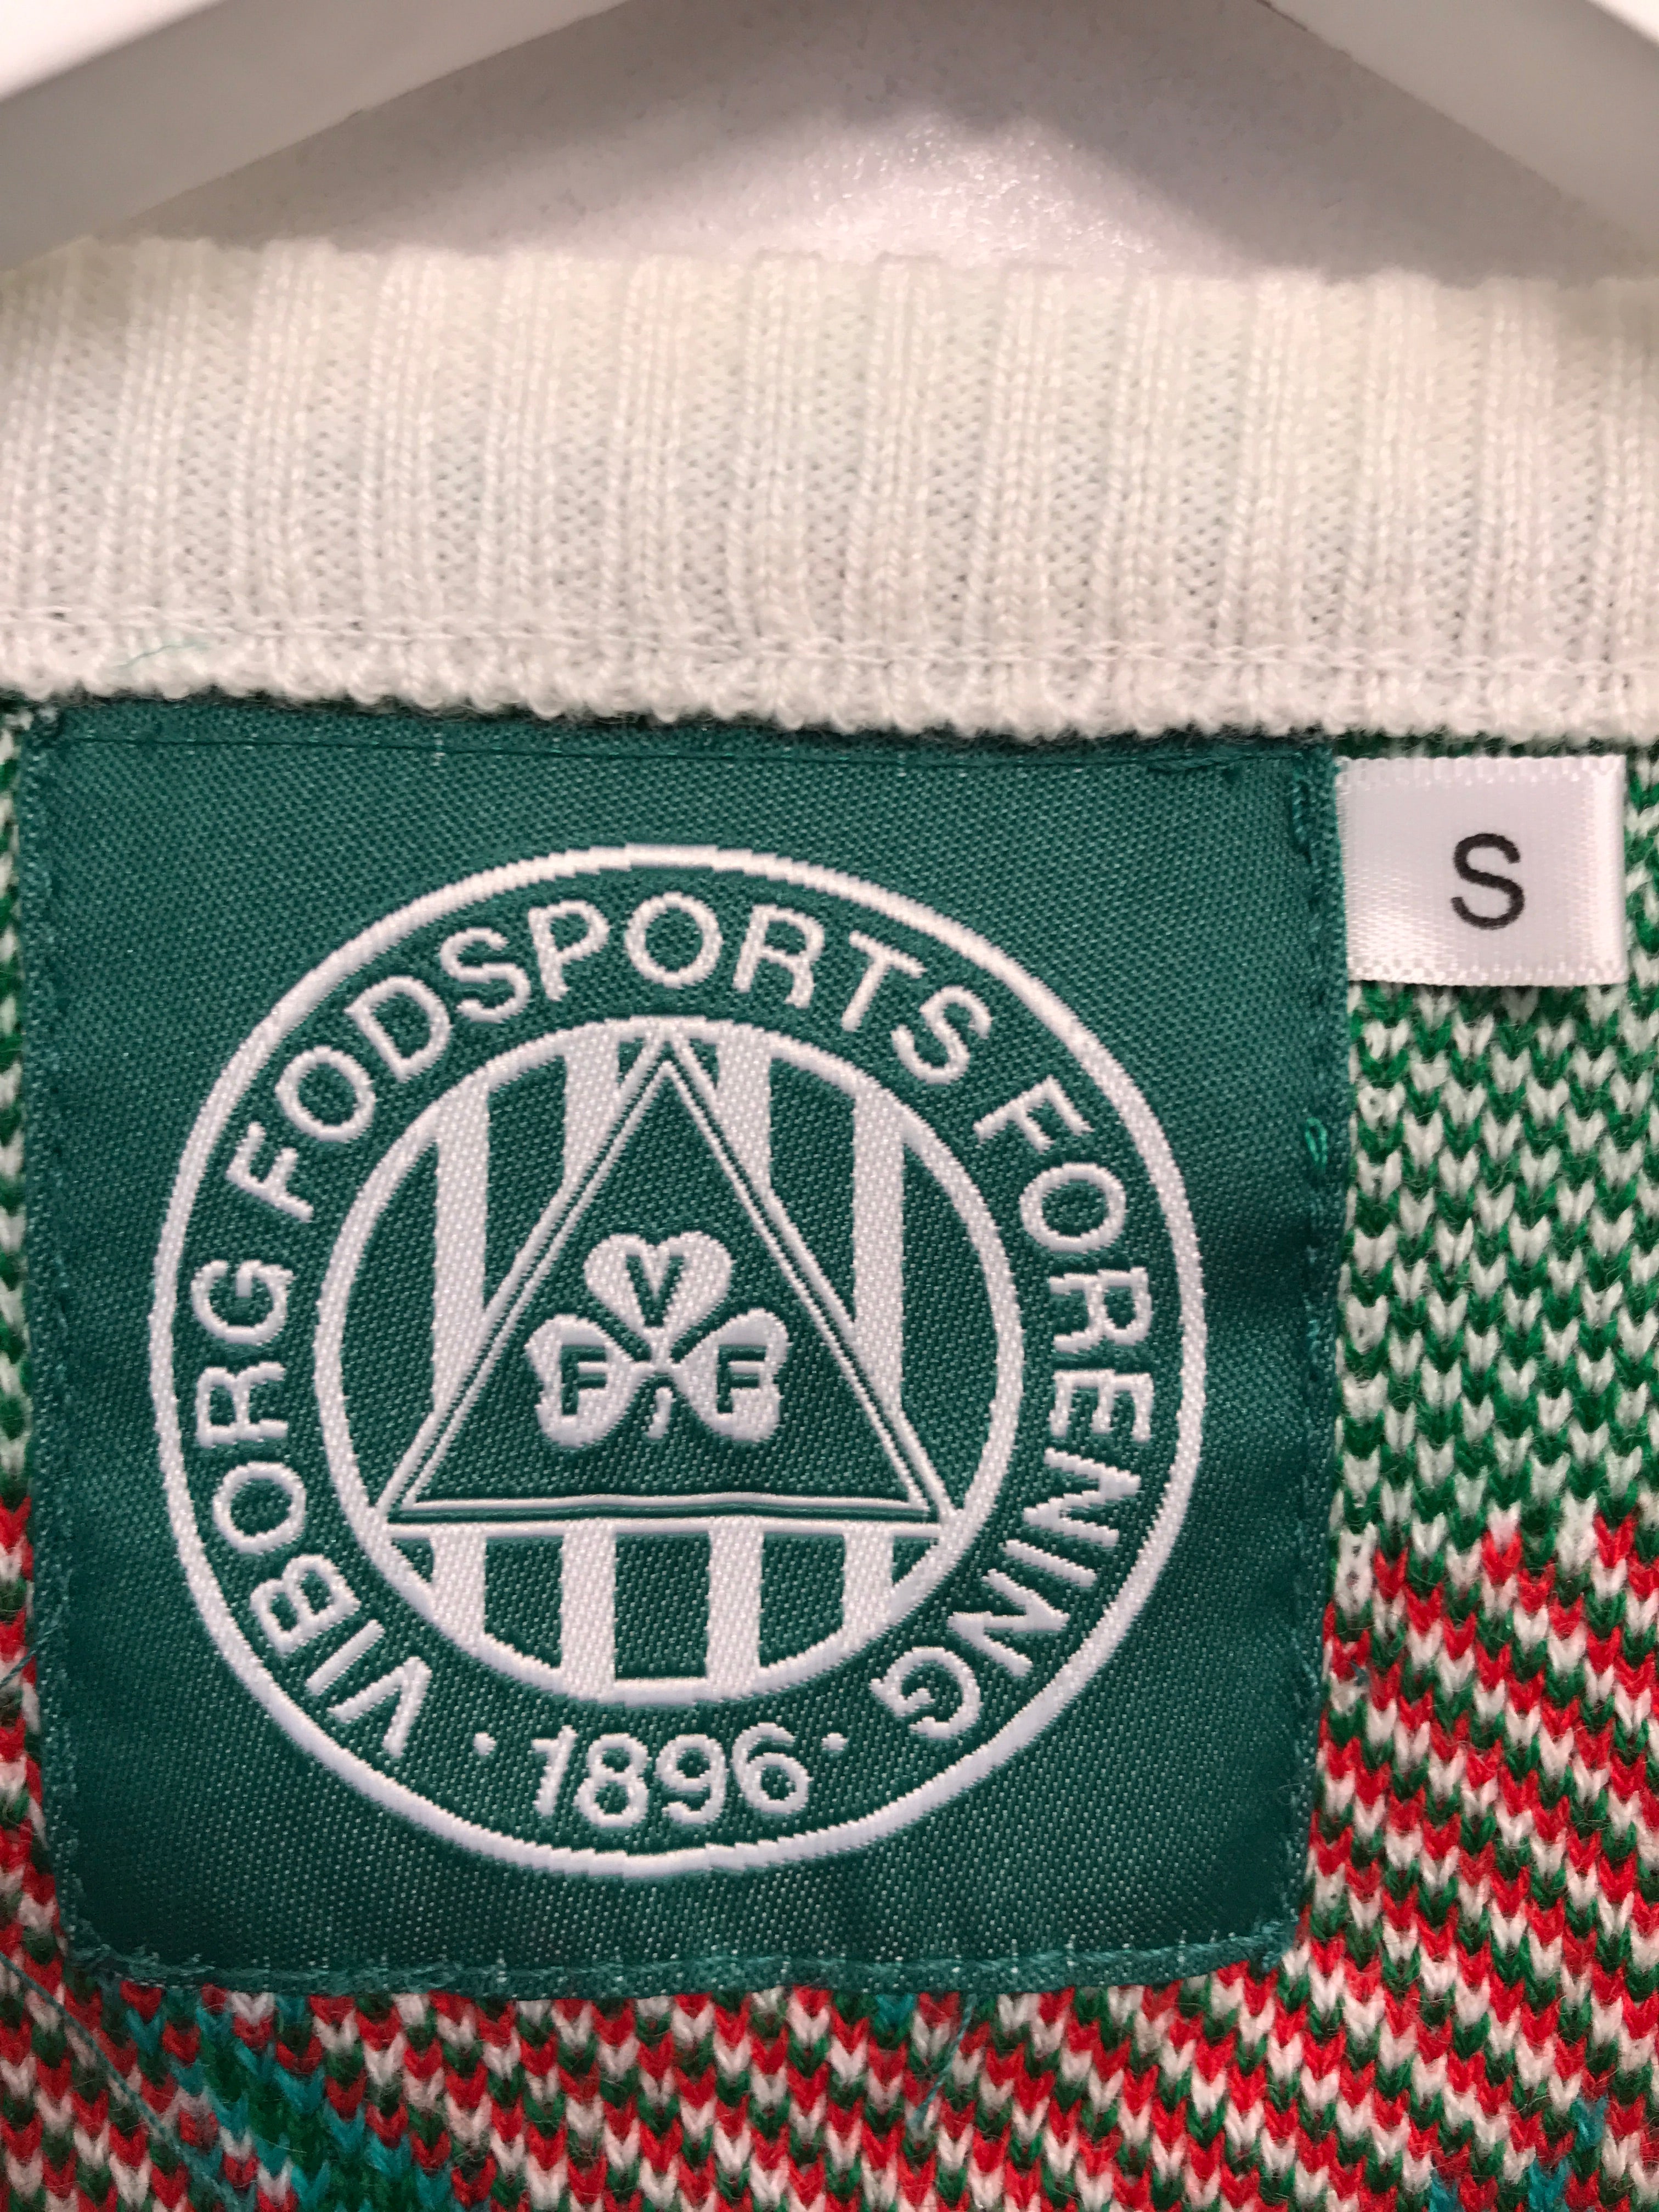 VIBORG FODSPORTS FORENING
· 1896 ·
V
F F
S